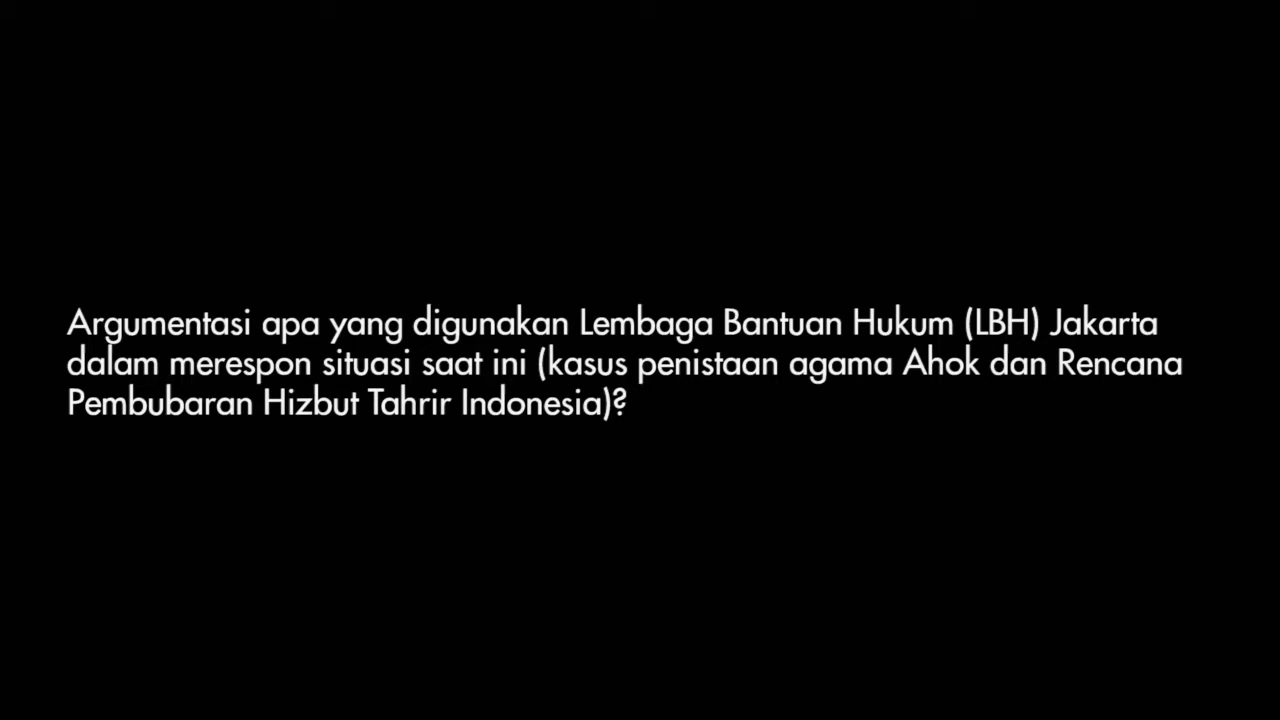 Argumentasi apa yang digunakan Lembaga Bantuan Hukum (LBH) Jakarta
dalam merespon situasi saat ini (kasus penistaan agama Ahok dan Rencana
Pembubaran Hizbut Tahrir Indonesia)?